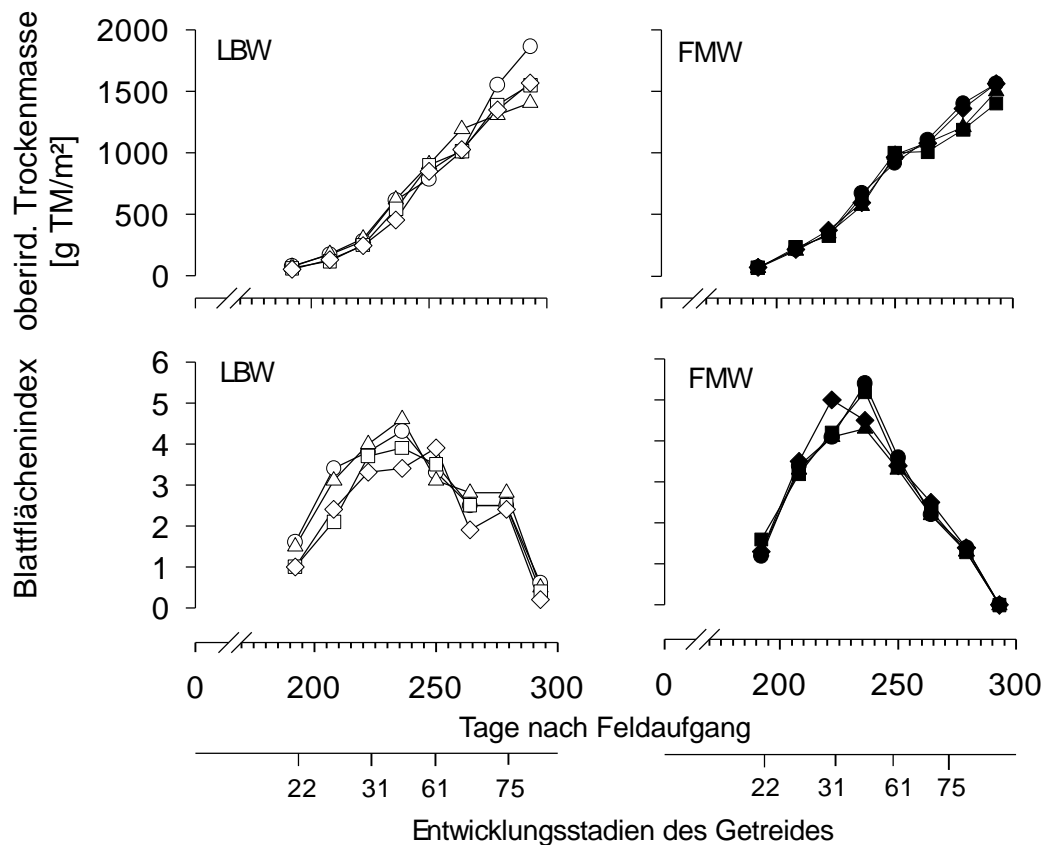 oberird. Trockenmasse
[g TM/m²]
2000
1500
1000
500
0
LBW
FMW
Blattflächenindex
6
5
4
3
2
1
0
LBW
FMW
0 200 250 300
0 200 250 300
Tage nach Feldaufgang
22 31 61 75
22 31 61 75
Entwicklungsstadien des Getreides